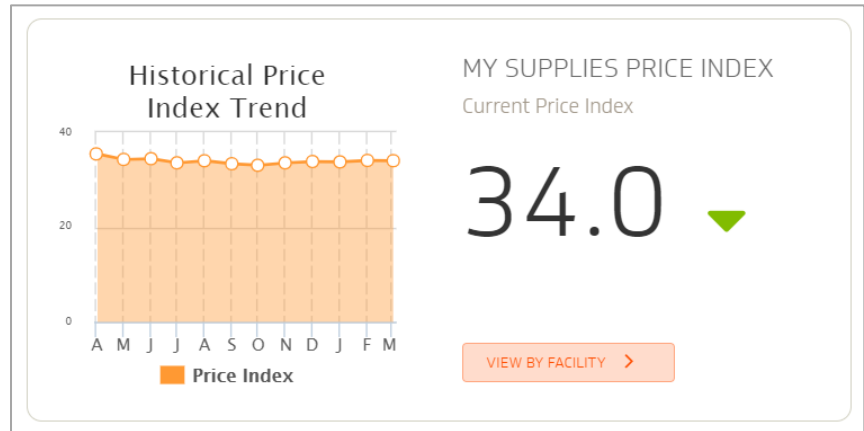 Historical Price
Index Trend
40
20
0
A M J J A S O N D J F M
Price Index
MY SUPPLIES PRICE INDEX
Current Price Index
34.0
VIEW BY FACILITY